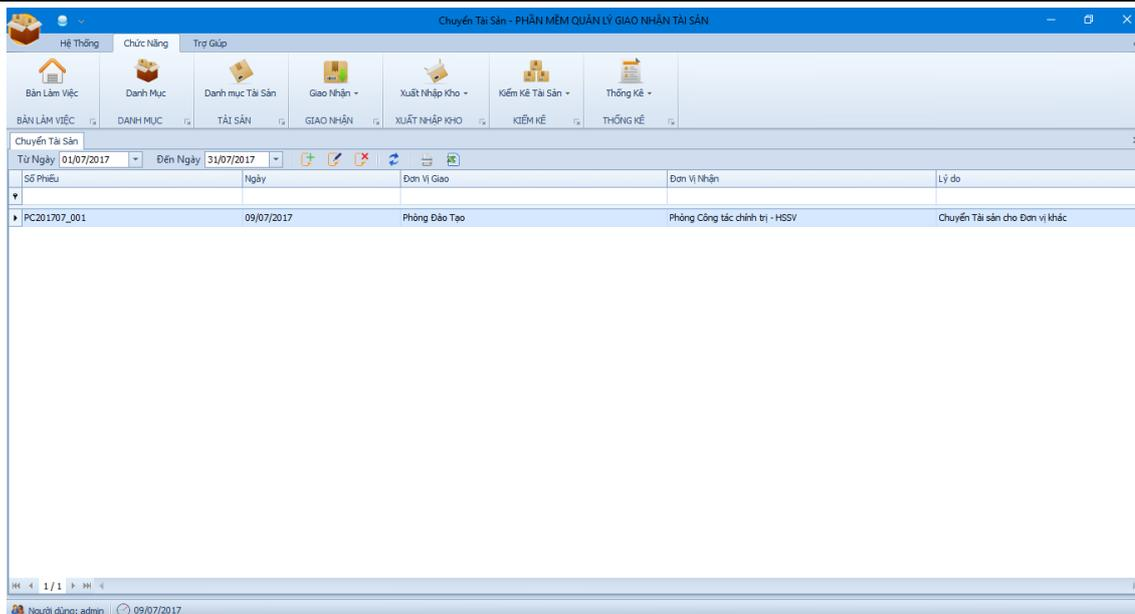 Chuyển Tài Sản - PHẦN MỀM QUẢN LÝ GIAO NHẬN TÀI SẢN
Hệ Thống Chức Năng Trợ Giúp
Bàn Làm Việc Danh Mục Danh mục Tài Sản Giao Nhận Xuất Nhập Kho Kiểm Kê Tài Sản Thống Kê
BÀN LÀM VIỆC DANH MỤC TÀI SẢN GIAO NHẬN XUẤT NHẬP KHO KIỂM KÊ THỐNG KÊ
Chuyển Tài Sản
Từ Ngày 01/07/2017 Đến Ngày 31/07/2017
Số Phiếu Ngày Đơn Vị Giao Đơn Vị Nhận Lý do
PC201707_001 09/07/2017 Phòng Đào Tạo Phòng Công tác chính trị - HSSV Chuyển Tài sản cho Đơn vị khác
1 / 1
Người dùng: admin 09/07/2017